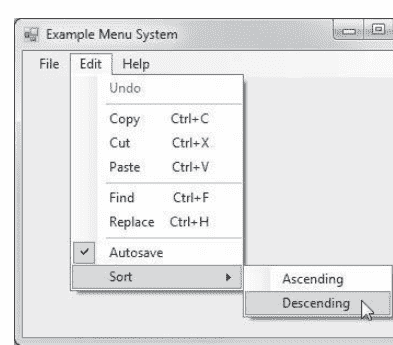 Example Menu System
File Edit Help
Undo
Copy Ctrl+C
Cut Ctrl+X
Paste Ctrl+V
Find Ctrl+F
Replace Ctrl+H
Autosave
Sort
Ascending
Descending